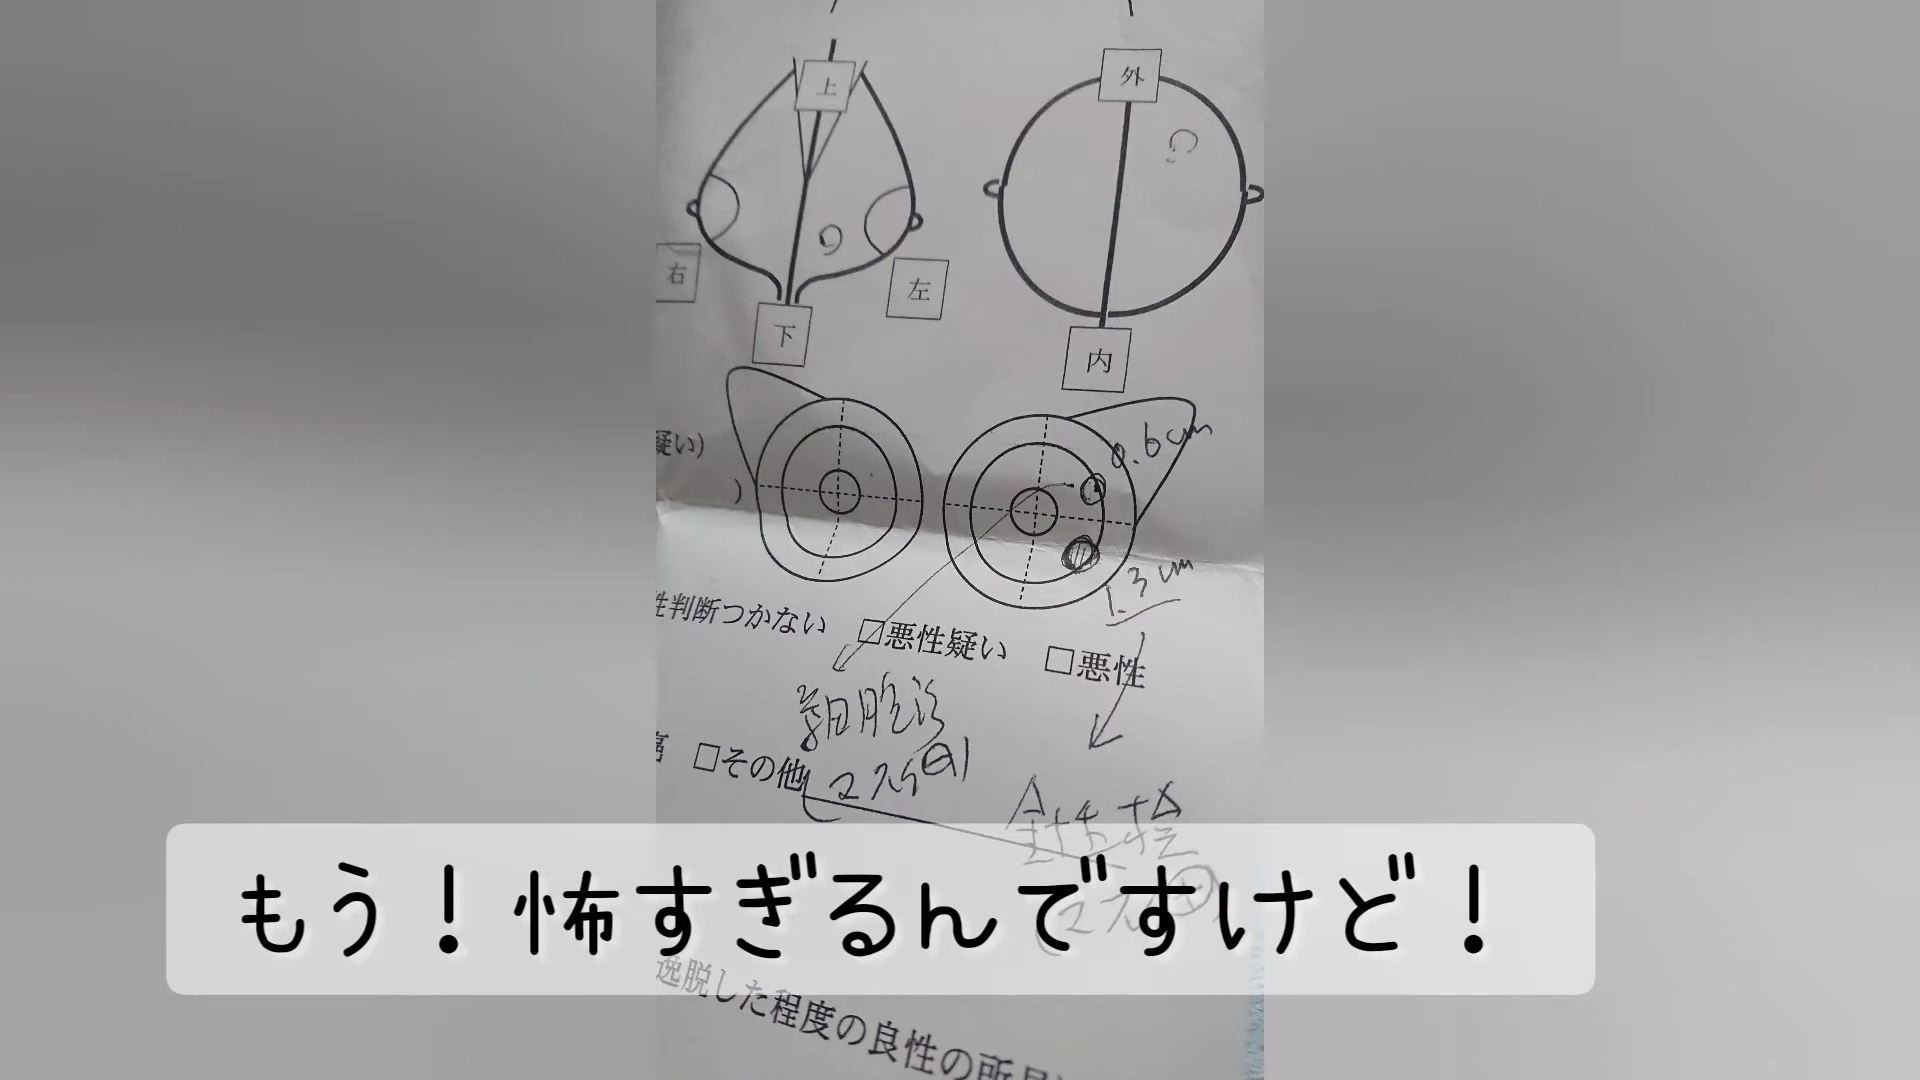 上
外
右
左
下
内
疑い)
)
0.6cm
1.3cm
性判断つかない □悪性疑い □悪性
細胞診
□その他
針生検
もう！怖すぎるんですけど！
逸脱した程度の良性の所見